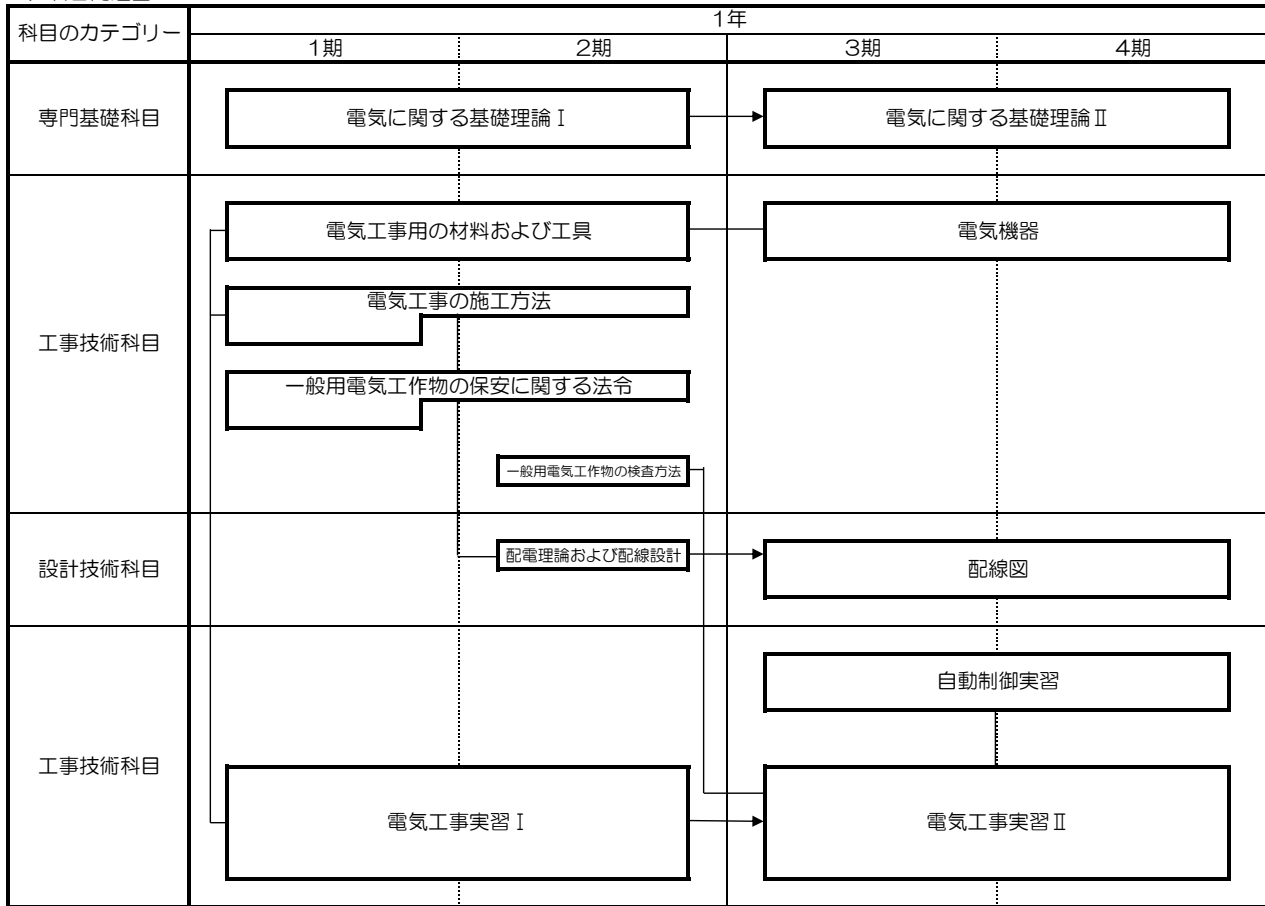 科目のカテゴリー
1年
1期
2期
3期
4期
専門基礎科目
電気に関する基礎理論Ⅰ
電気に関する基礎理論Ⅱ
工事技術科目
電気工事用の材料および工具
電気機器
電気工事の施工方法
一般用電気工作物の保安に関する法令
一般用電気工作物の検査方法
設計技術科目
配電理論および配線設計
配線図
工事技術科目
自動制御実習
電気工事実習Ⅰ
電気工事実習Ⅱ